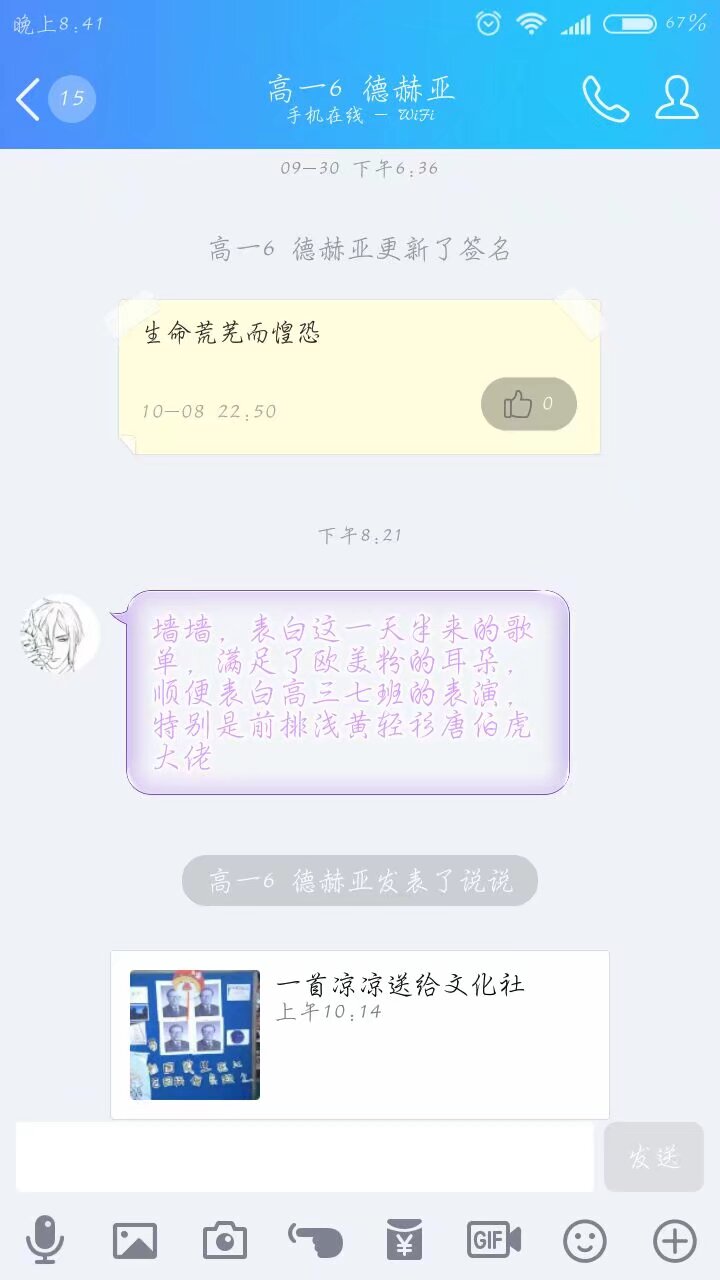 晚上8:41
67%
15
高一6 德赫亚
手机在线 - WiFi
09-30 下午6:36
高一6 德赫亚更新了签名
生命荒芜而惶恐
10-08 22:50
0
下午8:21
墙墙，表白这一天半来的歌
单，满足了欧美粉的耳朵，
顺便表白高三七班的表演，
特别是前排浅黄轻衫唐伯虎
大佬
高一6 德赫亚发表了说说
一首凉凉送给文化社
上午10:14
发送
GIF